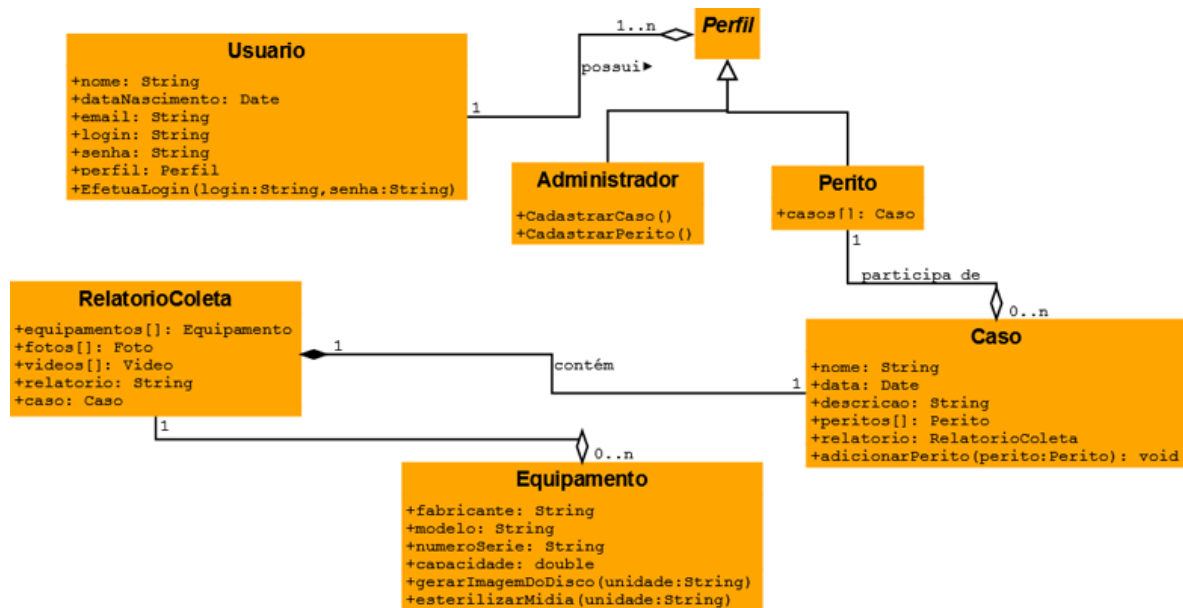 Perfil
1..n
possui▶
1
Usuario
+nome: String
+dataNascimento: Date
+email: String
+login: String
+senha: String
+perfil: Perfil
+EfetuaLogin(login:String,senha:String)
Administrador
+CadastrarCaso()
+CadastrarPerito()
Perito
+casos[]: Caso
1
participa de
0..n
RelatorioColeta
+equipamentos[]: Equipamento
+fotos[]: Foto
+videos[]: Video
+relatorio: String
+caso: Caso
1
contém
1
Caso
+nome: String
+data: Date
+descricao: String
+peritos[]: Perito
+relatorio: RelatorioColeta
+adicionarPerito(perito:Perito): void
1
0..n
Equipamento
+fabricante: String
+modelo: String
+numeroSerie: String
+capacidade: double
+gerarImagemDoDisco(unidade:String)
+esterilizarMidia(unidade:String)